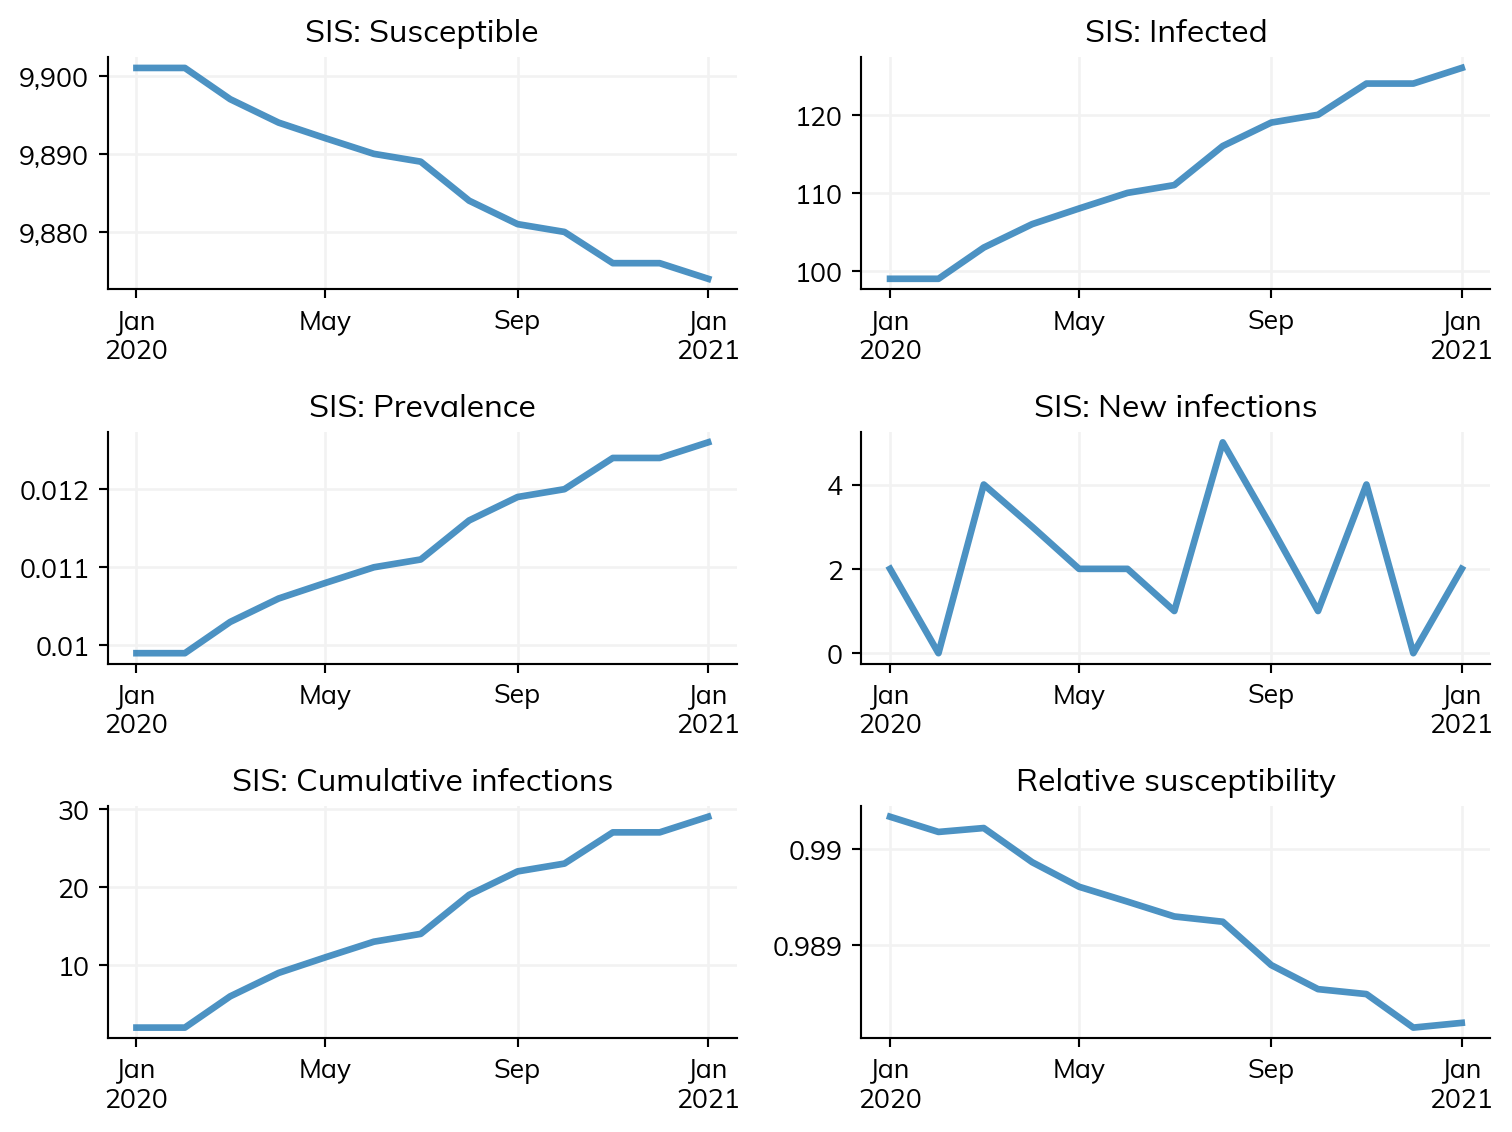 SIS: Susceptible
9,900
9,890
9,880
Jan
2020
May
Sep
Jan
2021
SIS: Infected
120
110
100
Jan
2020
May
Sep
Jan
2021
SIS: Prevalence
0.012
0.011
0.01
Jan
2020
May
Sep
Jan
2021
SIS: New infections
4
2
0
Jan
2020
May
Sep
Jan
2021
SIS: Cumulative infections
30
20
10
Jan
2020
May
Sep
Jan
2021
Relative susceptibility
0.99
0.989
Jan
2020
May
Sep
Jan
2021